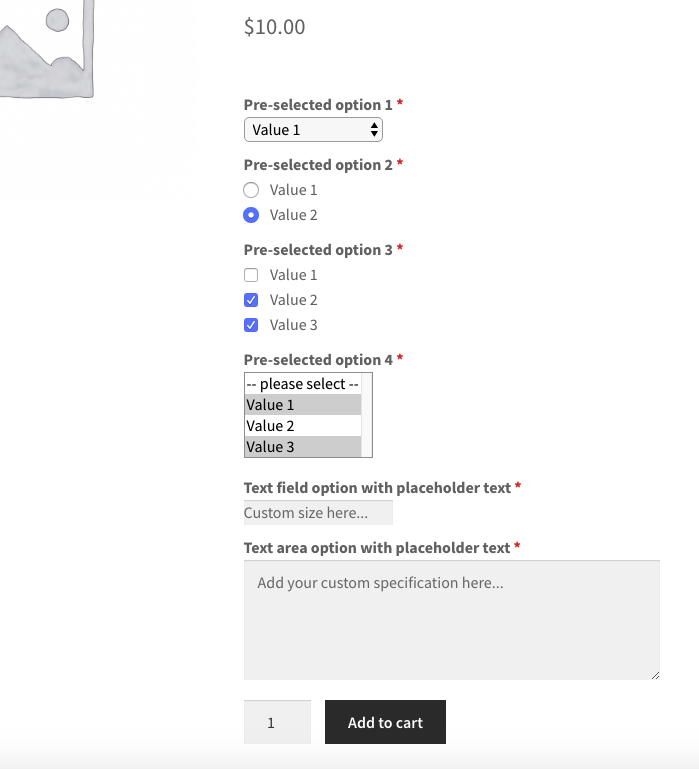 $10.00
Pre-selected option 1 *
Value 1
Pre-selected option 2 *
Value 1
Value 2
Pre-selected option 3 *
Value 1
Value 2
Value 3
Pre-selected option 4 *
-- please select --
Value 1
Value 2
Value 3
Text field option with placeholder text *
Custom size here...
Text area option with placeholder text *
Add your custom specification here...
1 Add to cart